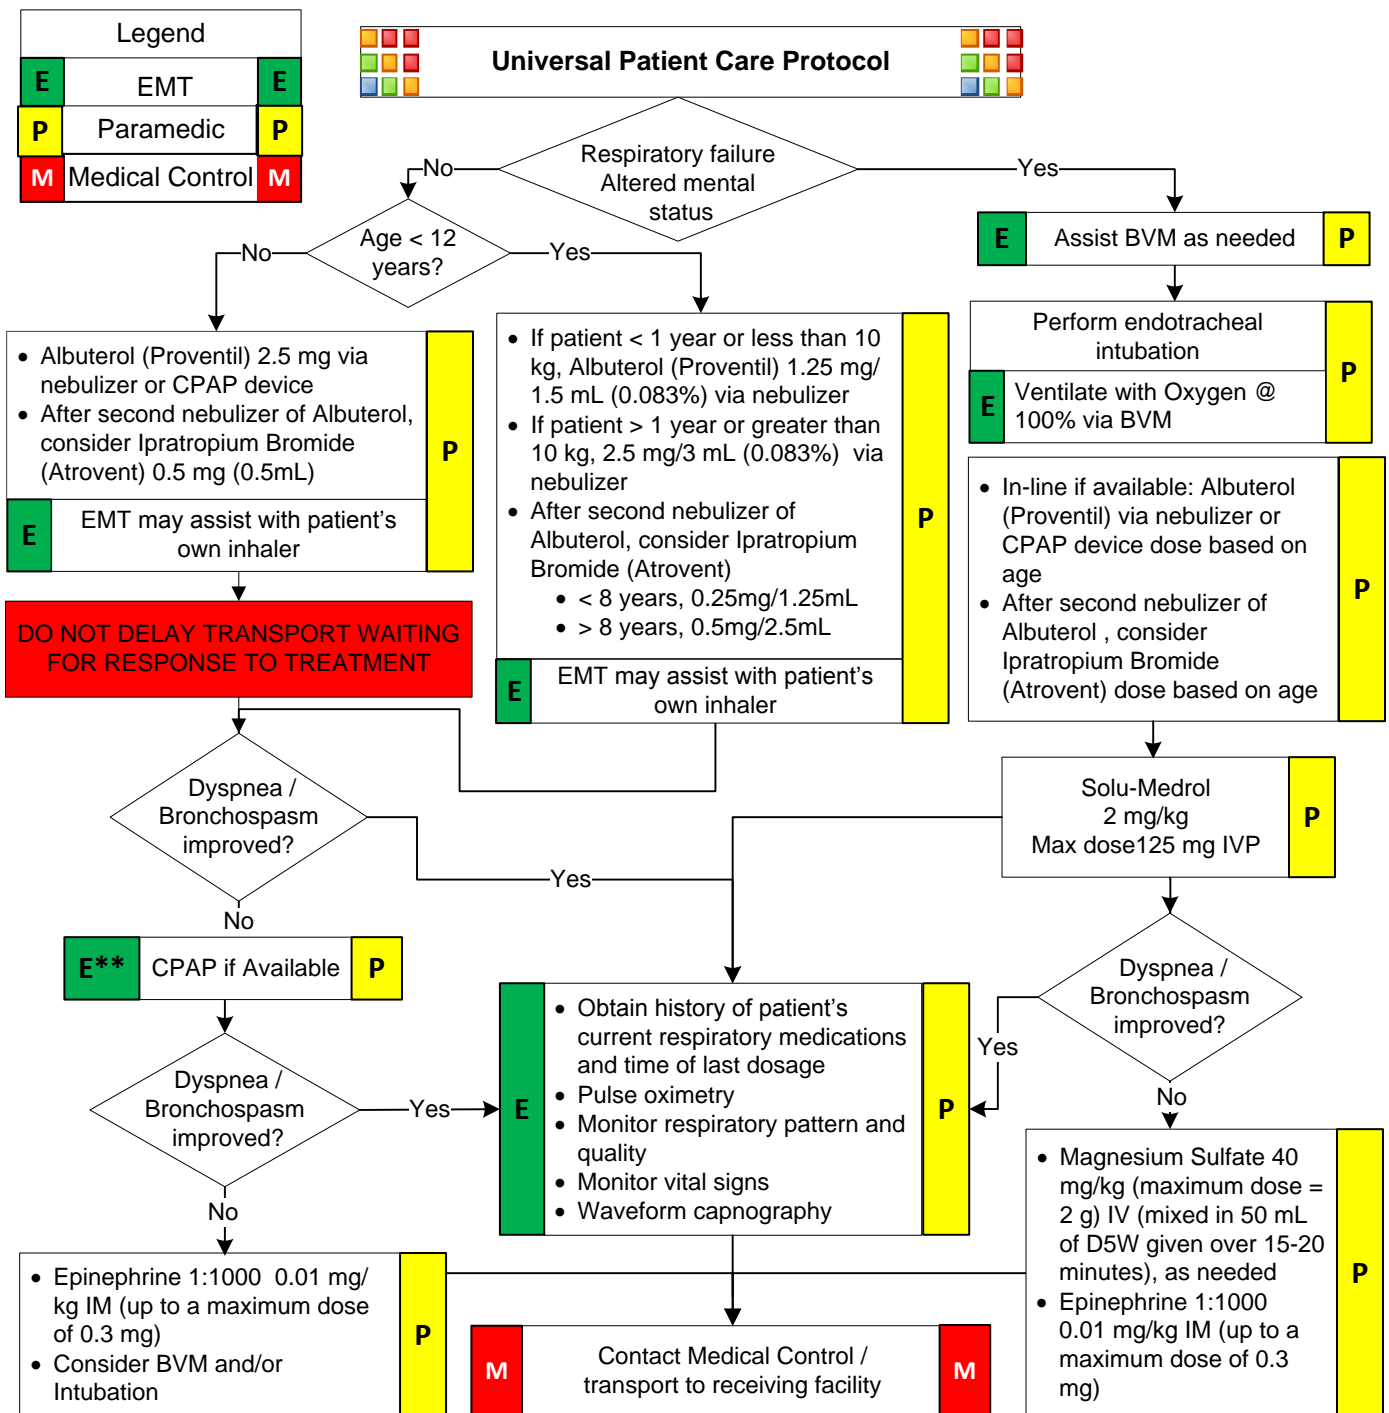 Legend
E EMT E
P Paramedic P
M Medical Control M
Universal Patient Care Protocol
Respiratory failure
Altered mental
status
No
Yes
Age < 12
years?
No
Yes
E Assist BVM as needed P
Perform endotracheal
intubation
P
E Ventilate with Oxygen @
100% via BVM
• Albuterol (Proventil) 2.5 mg via
nebulizer or CPAP device
• After second nebulizer of Albuterol,
consider Ipratropium Bromide
(Atrovent) 0.5 mg (0.5mL)
P
E EMT may assist with patient’s
own inhaler
• If patient < 1 year or less than 10
kg, Albuterol (Proventil) 1.25 mg/
1.5 mL (0.083%) via nebulizer
• If patient > 1 year or greater than
10 kg, 2.5 mg/3 mL (0.083%) via
nebulizer
• After second nebulizer of
Albuterol, consider Ipratropium
Bromide (Atrovent)
• < 8 years, 0.25mg/1.25mL
• > 8 years, 0.5mg/2.5mL
P
E EMT may assist with patient’s
own inhaler
• In-line if available: Albuterol
(Proventil) via nebulizer or
CPAP device dose based on
age
• After second nebulizer of
Albuterol , consider
Ipratropium Bromide
(Atrovent) dose based on age
P
DO NOT DELAY TRANSPORT WAITING
FOR RESPONSE TO TREATMENT
Dyspnea /
Bronchospasm
improved?
Yes
No
Solu-Medrol
2 mg/kg
Max dose125 mg IVP
P
E** CPAP if Available P
Dyspnea /
Bronchospasm
improved?
Yes
No
Dyspnea /
Bronchospasm
improved?
Yes
No
E
• Obtain history of patient’s
current respiratory medications
and time of last dosage
• Pulse oximetry
• Monitor respiratory pattern and
quality
• Monitor vital signs
• Waveform capnography
P
• Epinephrine 1:1000 0.01 mg/
kg IM (up to a maximum dose
of 0.3 mg)
• Consider BVM and/or
Intubation
P
M Contact Medical Control /
transport to receiving facility M
• Magnesium Sulfate 40
mg/kg (maximum dose =
2 g) IV (mixed in 50 mL
of D5W given over 15-20
minutes), as needed
• Epinephrine 1:1000
0.01 mg/kg IM (up to a
maximum dose of 0.3
mg)
P